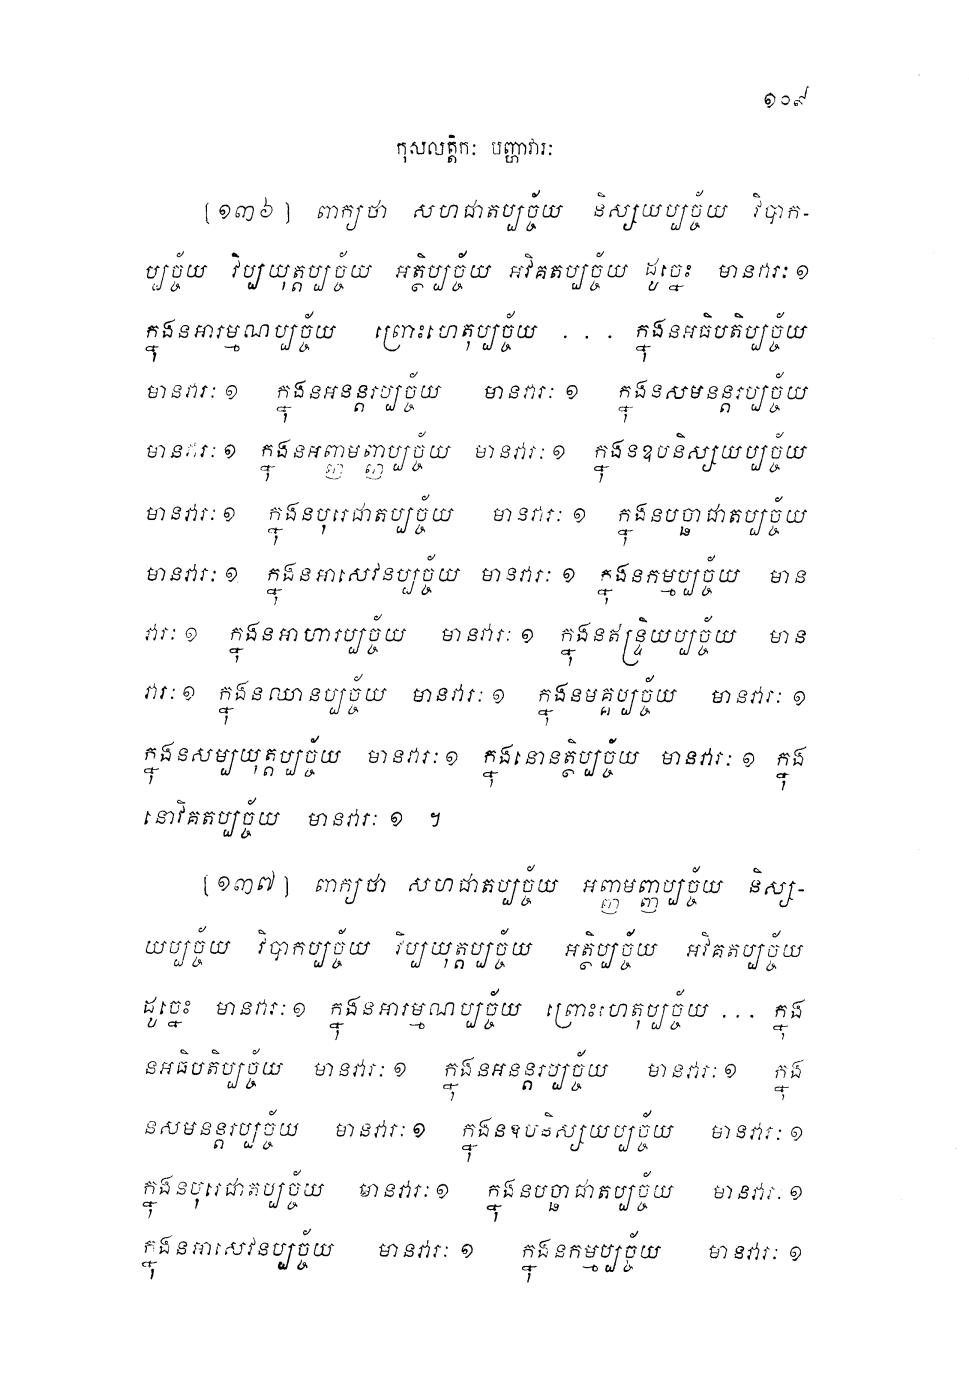 ១០៩
កុសលត្តិកៈ បញ្ហាវារៈ
[១៣៦] ពាក្យថា សហជាតប្បច្ច័យ និស្សយប្បច្ច័យ វិបាក-
ប្បច្ច័យ វិប្បយុត្តប្បច្ច័យ អត្ថិប្បច្ច័យ អវិគតប្បច្ច័យ ដូច្នេះ មានវារៈ ១
ក្នុងនអារម្មណប្បច្ច័យ ព្រោះហេតុប្បច្ច័យ . . . ក្នុងនអធិបតិប្បច្ច័យ
មានវារៈ ១ ក្នុងនអនន្តរប្បច្ច័យ មានវារៈ ១ ក្នុងនសមនន្តរប្បច្ច័យ
មានវារៈ ១ ក្នុងនអញ្ញាមញ្ញប្បច្ច័យ មានវារៈ ១ ក្នុងនឧបនិស្សយប្បច្ច័យ
មានវារៈ ១ ក្នុងនបុរេជាតប្បច្ច័យ មានវារៈ ១ ក្នុងនបច្ឆាជាតប្បច្ច័យ
មានវារៈ ១ ក្នុងនអាសេវនប្បច្ច័យ មានវារៈ ១ ក្នុងនកម្មប្បច្ច័យ មាន
វារៈ ១ ក្នុងនអាហារប្បច្ច័យ មានវារៈ ១ ក្នុងនឥន្ទ្រិយប្បច្ច័យ មាន
វារៈ ១ ក្នុងនឈានប្បច្ច័យ មានវារៈ ១ ក្នុងនមគ្គប្បច្ច័យ មានវារៈ ១
ក្នុងនសម្បយុត្តប្បច្ច័យ មានវារៈ ១ ក្នុងនោនត្ថិប្បច្ច័យ មានវារៈ ១ ក្នុង
នោវិគតប្បច្ច័យ មានវារៈ ១ ។
[១៣៧] ពាក្យថា សហជាតប្បច្ច័យ អញ្ញាមញ្ញប្បច្ច័យ និស្ស-
យប្បច្ច័យ វិបាកប្បច្ច័យ វិប្បយុត្តប្បច្ច័យ អត្ថិប្បច្ច័យ អវិគតប្បច្ច័យ
ដូច្នេះ មានវារៈ ១ ក្នុងនអារម្មណប្បច្ច័យ ព្រោះហេតុប្បច្ច័យ . . . ក្នុង
នអធិបតិប្បច្ច័យ មានវារៈ ១ ក្នុងនអនន្តរប្បច្ច័យ មានវារៈ ១ ក្នុង
នសមនន្តរប្បច្ច័យ មានវារៈ ១ ក្នុងនឧបនិស្សយប្បច្ច័យ មានវារៈ ១
ក្នុងនបុរេជាតប្បច្ច័យ មានវារៈ ១ ក្នុងនបច្ឆាជាតប្បច្ច័យ មានវារៈ ១
ក្នុងនអាសេវនប្បច្ច័យ មានវារៈ ១ ក្នុងនកម្មប្បច្ច័យ មានវារៈ ១